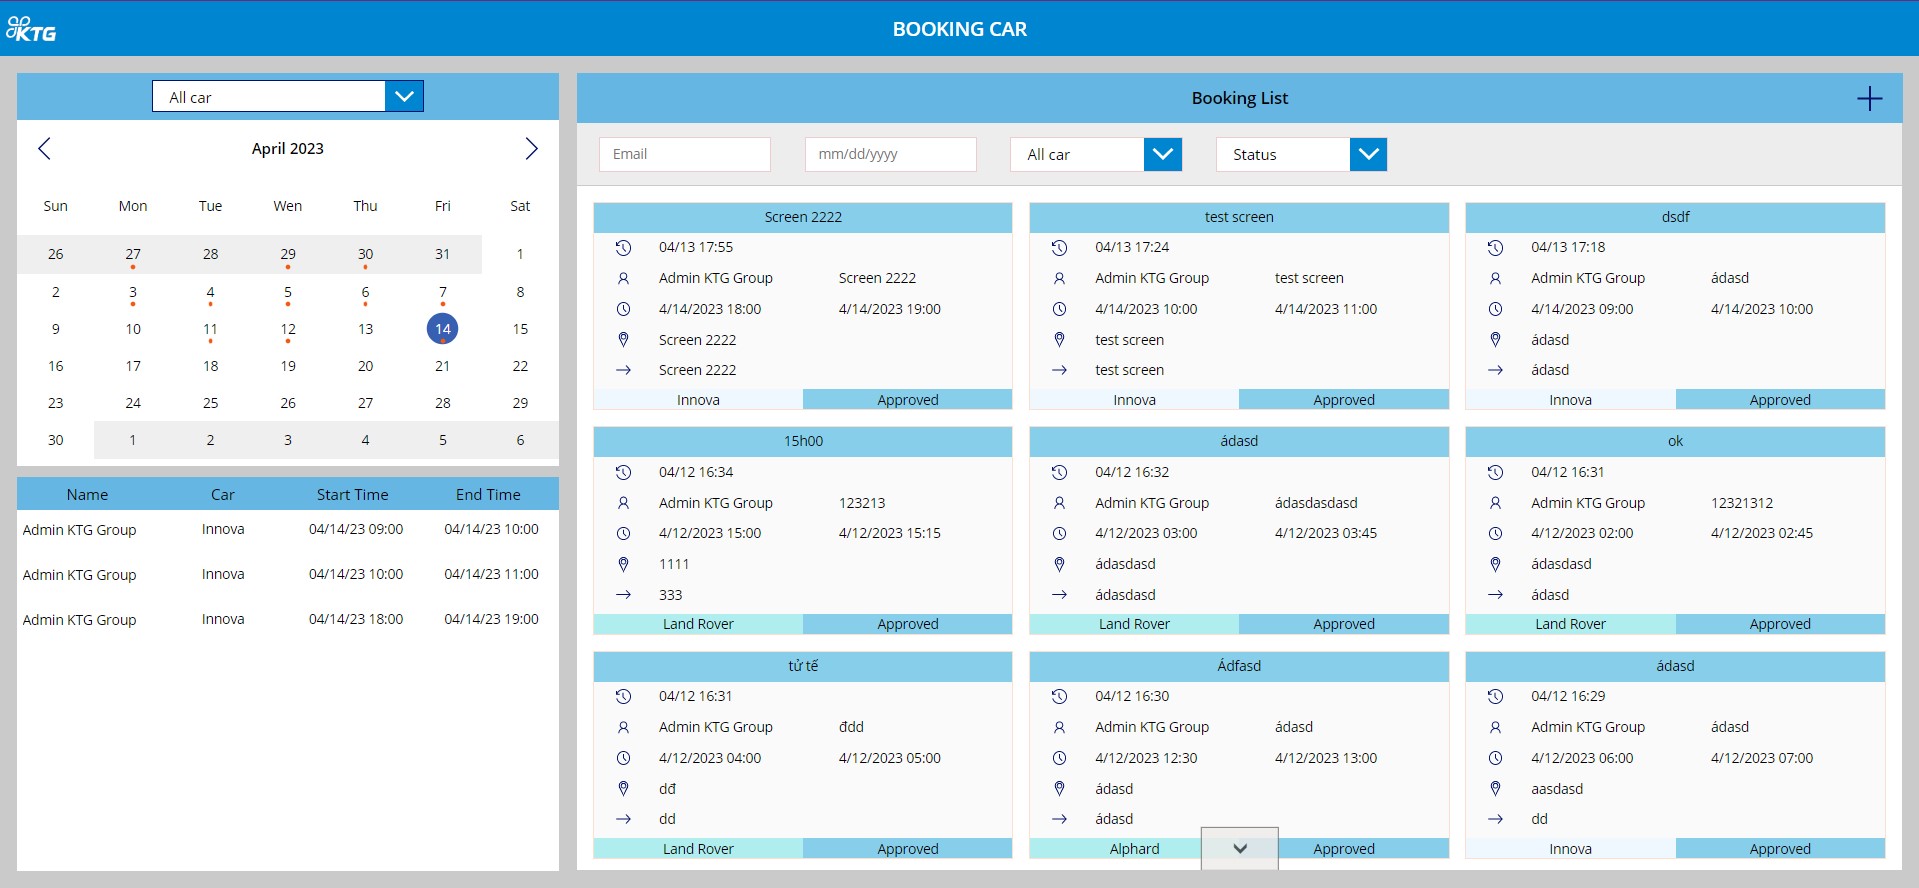 KTG
BOOKING CAR
All car
April 2023
Sun Mon Tue Wen Thu Fri Sat
26 27 28 29 30 31 1
2 3 4 5 6 7 8
9 10 11 12 13 14 15
16 17 18 19 20 21 22
23 24 25 26 27 28 29
30 1 2 3 4 5 6
Name Car Start Time End Time
Admin KTG Group Innova 04/14/23 09:00 04/14/23 10:00
Admin KTG Group Innova 04/14/23 10:00 04/14/23 11:00
Admin KTG Group Innova 04/14/23 18:00 04/14/23 19:00
Booking List
Email mm/dd/yyyy All car Status
Screen 2222
04/13 17:55
Admin KTG Group Screen 2222
4/14/2023 18:00 4/14/2023 19:00
Screen 2222
Screen 2222
Innova Approved
test screen
04/13 17:24
Admin KTG Group test screen
4/14/2023 10:00 4/14/2023 11:00
test screen
test screen
Innova Approved
dsdf
04/13 17:18
Admin KTG Group ádasd
4/14/2023 09:00 4/14/2023 10:00
ádasd
ádasd
Innova Approved
15h00
04/12 16:34
Admin KTG Group 123213
4/12/2023 15:00 4/12/2023 15:15
1111
333
Land Rover Approved
ádasd
04/12 16:32
Admin KTG Group ádasdasdasd
4/12/2023 03:00 4/12/2023 03:45
ádasdasd
ádasdasd
Land Rover Approved
ok
04/12 16:31
Admin KTG Group 12321312
4/12/2023 02:00 4/12/2023 02:45
ádasdasd
ádasd
Land Rover Approved
tử tế
04/12 16:31
Admin KTG Group đdd
4/12/2023 04:00 4/12/2023 05:00
dđ
dd
Land Rover Approved
Ádfasd
04/12 16:30
Admin KTG Group ádasd
4/12/2023 12:30 4/12/2023 13:00
ádasd
ádasd
Alphard Approved
ádasd
04/12 16:29
Admin KTG Group ádasd
4/12/2023 06:00 4/12/2023 07:00
aasdasd
dd
Innova Approved